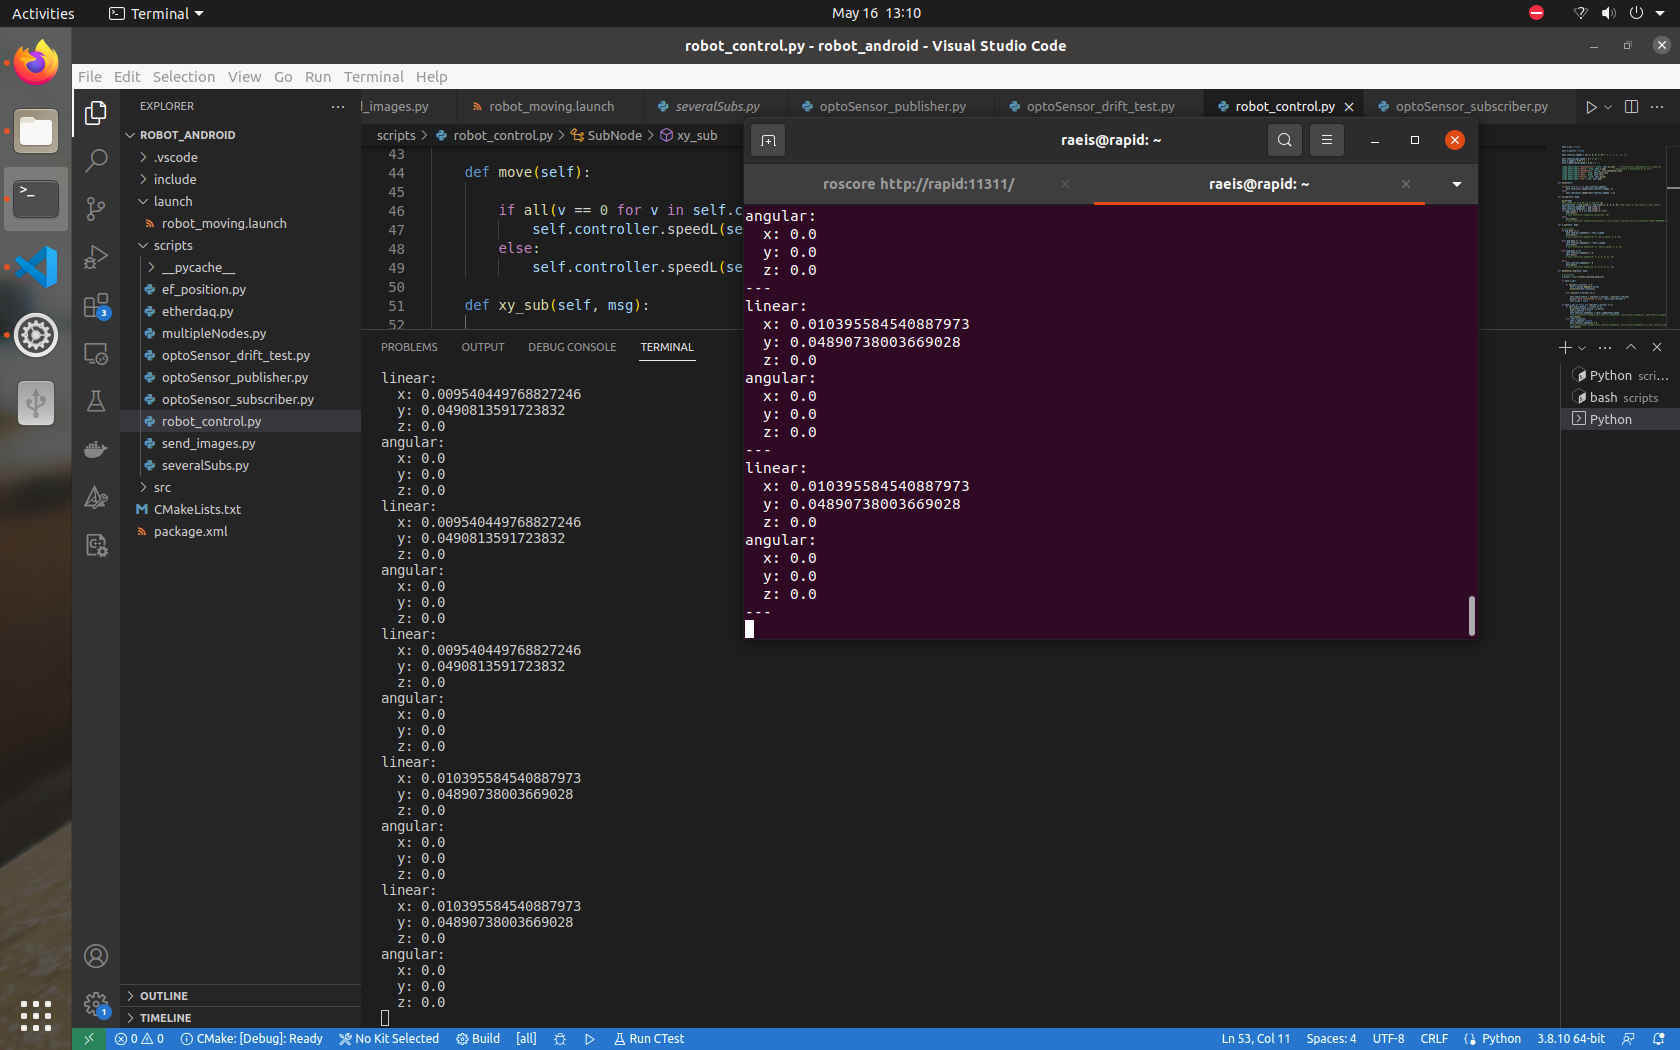 Activities
Terminal
May 16 13:10
robot_control.py - robot_android - Visual Studio Code
File Edit Selection View Go Run Terminal Help
EXPLORER
ROBOT_ANDROID
.vscode
include
launch
robot_moving.launch
scripts
__pycache__
ef_position.py
etherdaq.py
multipleNodes.py
optoSensor_drift_test.py
optoSensor_publisher.py
optoSensor_subscriber.py
robot_control.py
send_images.py
severalSubs.py
src
CMakeLists.txt
package.xml
OUTLINE
TIMELINE
3
1
l_images.py
robot_moving.launch
severalSubs.py
optoSensor_publisher.py
optoSensor_drift_test.py
robot_control.py
optoSensor_subscriber.py
scripts > robot_control.py > SubNode > xy_sub
43
44 def move(self):
45
46 if all(v == 0 for v in self.c
47 self.controller.speedL(se
48 else:
49 self.controller.speedL(se
50
51 def xy_sub(self, msg):
52
PROBLEMS OUTPUT DEBUG CONSOLE TERMINAL
linear:
x: 0.009540449768827246
y: 0.0490813591723832
z: 0.0
angular:
x: 0.0
y: 0.0
z: 0.0
linear:
x: 0.009540449768827246
y: 0.0490813591723832
z: 0.0
angular:
x: 0.0
y: 0.0
z: 0.0
linear:
x: 0.009540449768827246
y: 0.0490813591723832
z: 0.0
angular:
x: 0.0
y: 0.0
z: 0.0
linear:
x: 0.010395584540887973
y: 0.04890738003669028
z: 0.0
angular:
x: 0.0
y: 0.0
z: 0.0
linear:
x: 0.010395584540887973
y: 0.04890738003669028
z: 0.0
angular:
x: 0.0
y: 0.0
z: 0.0
Python scri...
bash scripts
Python
raeis@rapid: ~
roscore http://rapid:11311/
raeis@rapid: ~
angular:
x: 0.0
y: 0.0
z: 0.0
---
linear:
x: 0.010395584540887973
y: 0.04890738003669028
z: 0.0
angular:
x: 0.0
y: 0.0
z: 0.0
---
linear:
x: 0.010395584540887973
y: 0.04890738003669028
z: 0.0
angular:
x: 0.0
y: 0.0
z: 0.0
---
0 0 CMake: [Debug]: Ready No Kit Selected Build [all] Run CTest Ln 53, Col 11 Spaces: 4 UTF-8 CRLF Python 3.8.10 64-bit